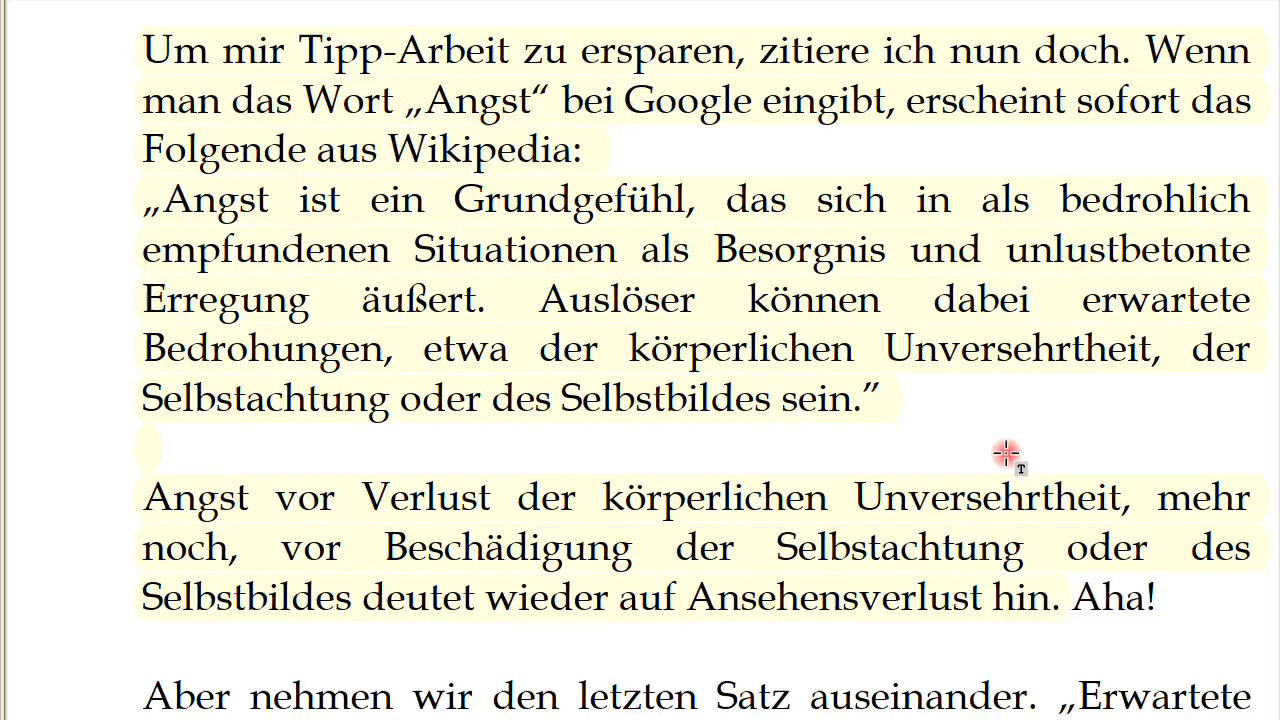 Um mir Tipp-Arbeit zu ersparen, zitiere ich nun doch. Wenn
man das Wort „Angst“ bei Google eingibt, erscheint sofort das
Folgende aus Wikipedia:
„Angst ist ein Grundgefühl, das sich in als bedrohlich
empfundenen Situationen als Besorgnis und unlustbetonte
Erregung äußert. Auslöser können dabei erwartete
Bedrohungen, etwa der körperlichen Unversehrtheit, der
Selbstachtung oder des Selbstbildes sein.”
T
Angst vor Verlust der körperlichen Unversehrtheit, mehr
noch, vor Beschädigung der Selbstachtung oder des
Selbstbildes deutet wieder auf Ansehensverlust hin. Aha!
Aber nehmen wir den letzten Satz auseinander. „Erwartete